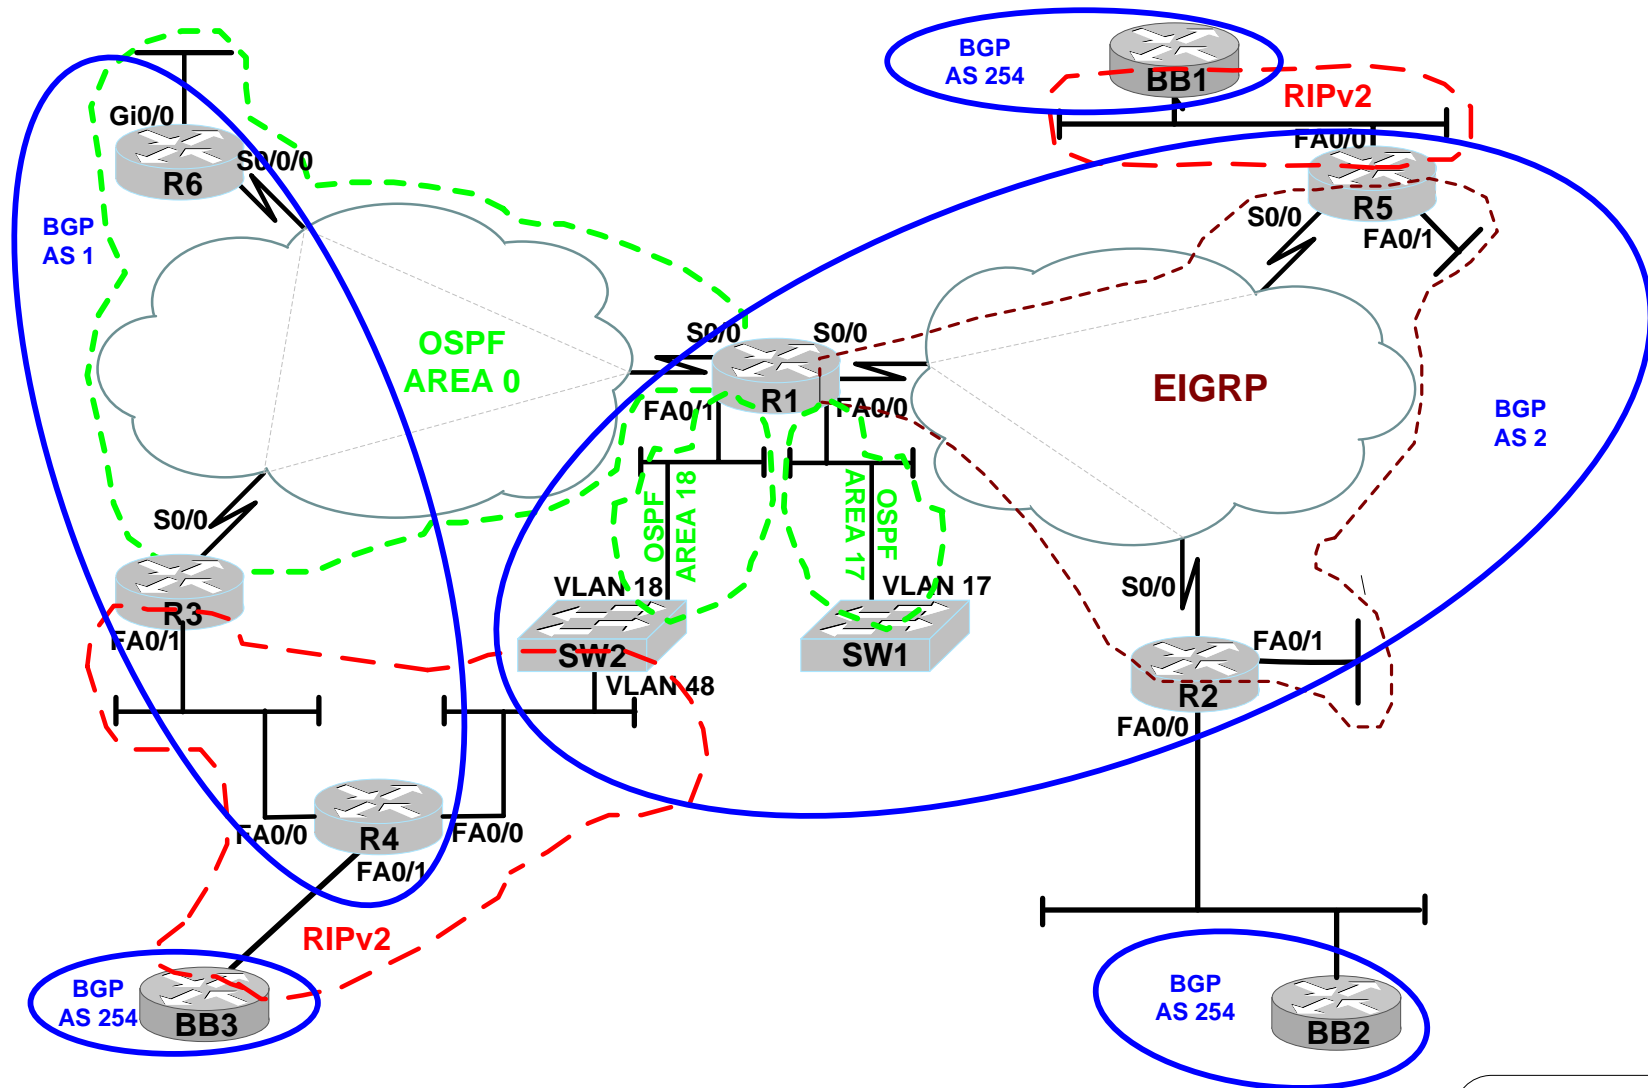 BGP
AS 254
BB1
RIPv2
Gi0/0
FA0/0
S0/0/0
R6
R5
S0/0
FA0/1
BGP
AS 1
OSPF
AREA 0
S0/0
S0/0
EIGRP
R1
FA0/1
FA0/0
BGP
AS 2
OSPF
AREA 18
OSPF
AREA 17
S0/0
VLAN 18
VLAN 17
S0/0
R3
FA0/1
SW2
SW1
FA0/1
R2
VLAN 48
FA0/0
FA0/0
R4
FA0/0
FA0/1
RIPv2
BGP
AS 254
BB3
BGP
AS 254
BB2